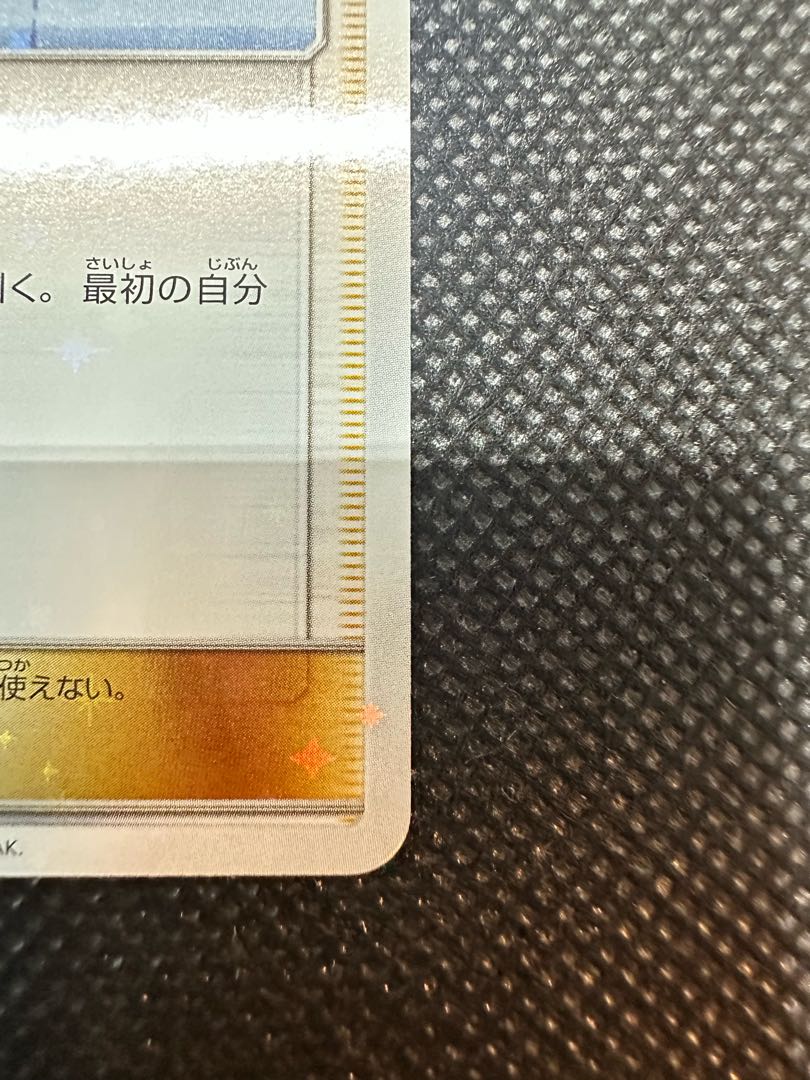 さいしょ じぶん
く。最初の自分
つか
使えない。
AK.